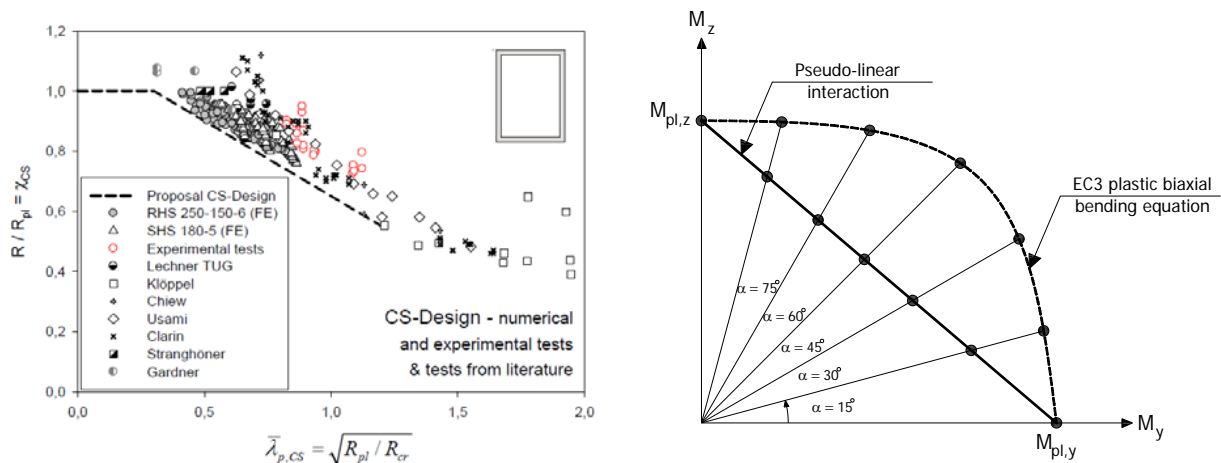 1,2
1,0
0,8
0,6
0,4
0,2
0,0
R / R_pl = χ_CS
Proposal CS-Design
RHS 250-150-6 (FE)
SHS 180-5 (FE)
Experimental tests
Lechner TUG
Klöppel
Chiew
Usami
Clarin
Stranghöner
Gardner
CS-Design - numerical
and experimental tests
& tests from literature
0,0
0,5
1,0
1,5
2,0
λ̄_p,CS = √R_pl / R_cr
M_z
Pseudo-linear
interaction
M_pl,z
EC3 plastic biaxial
bending equation
α = 75°
α = 60°
α = 45°
α = 30°
α = 15°
M_pl,y
M_y